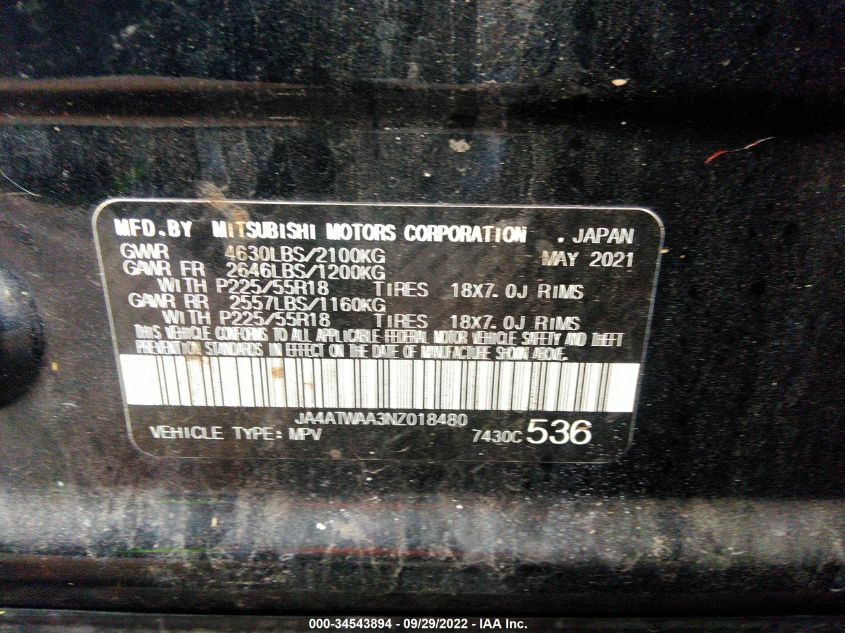 MFD.BY MITSUBISHI MOTORS CORPORATION . JAPAN
GVWR 4630LBS/2100KG MAY 2021
GAWR FR 2646LBS/1200KG
WITH P225/55R18 TIRES 18X7.0J RIMS
GAWR RR 2557LBS/1160KG
WITH P225/55R18 TIRES 18X7.0J RIMS
THIS VEHICLE CONFORMS TO ALL APPLICABLE FEDERAL MOTOR VEHICLE SAFETY AND THEFT
PREVENTION STANDARDS IN EFFECT ON THE DATE OF MANUFACTURE SHOWN ABOVE.
JA4ATWAA3NZ018480
VEHICLE TYPE: MPV 7430C 536
000-34543894 / 09/29/2022 - IAA Inc.